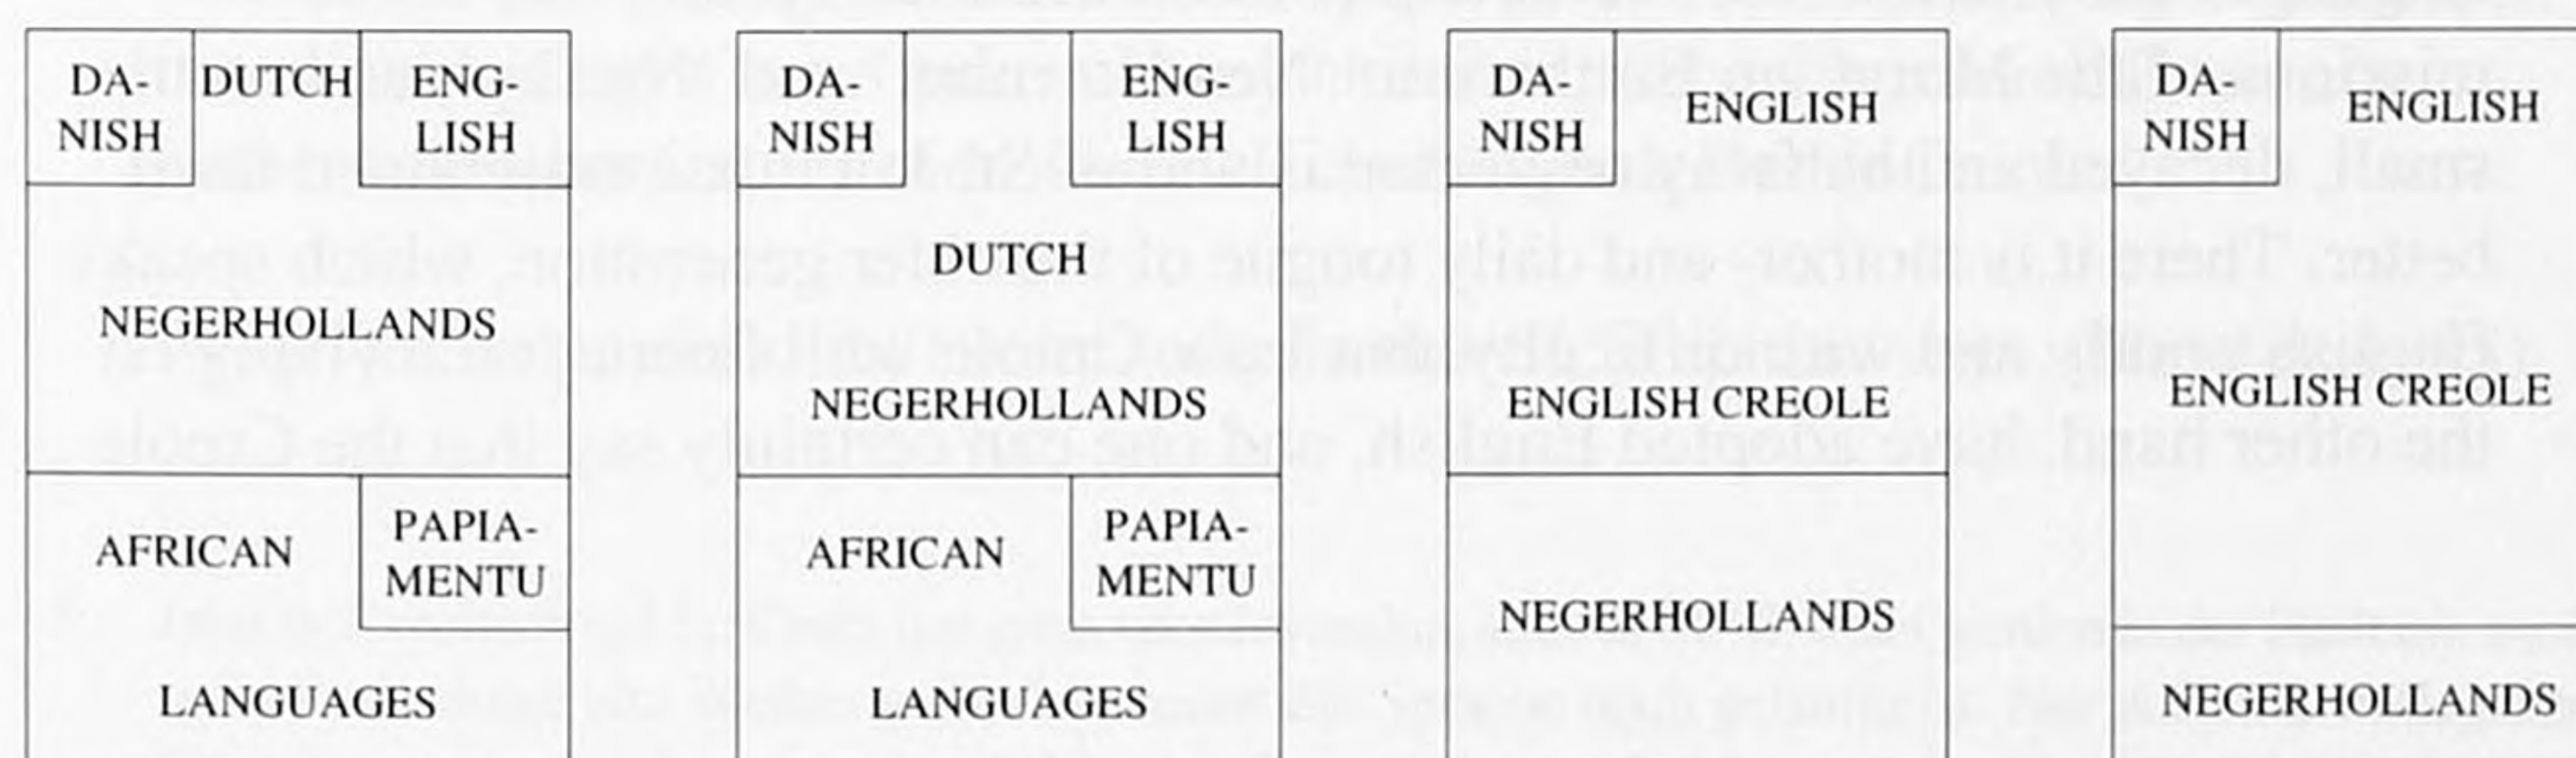 DA-
NISH
DUTCH
ENG-
LISH
NEGERHOLLANDS
AFRICAN
PAPIA-
MENTU
LANGUAGES
DA-
NISH
ENG-
LISH
DUTCH
NEGERHOLLANDS
AFRICAN
PAPIA-
MENTU
LANGUAGES
DA-
NISH
ENGLISH
ENGLISH CREOLE
NEGERHOLLANDS
DA-
NISH
ENGLISH
ENGLISH CREOLE
NEGERHOLLANDS